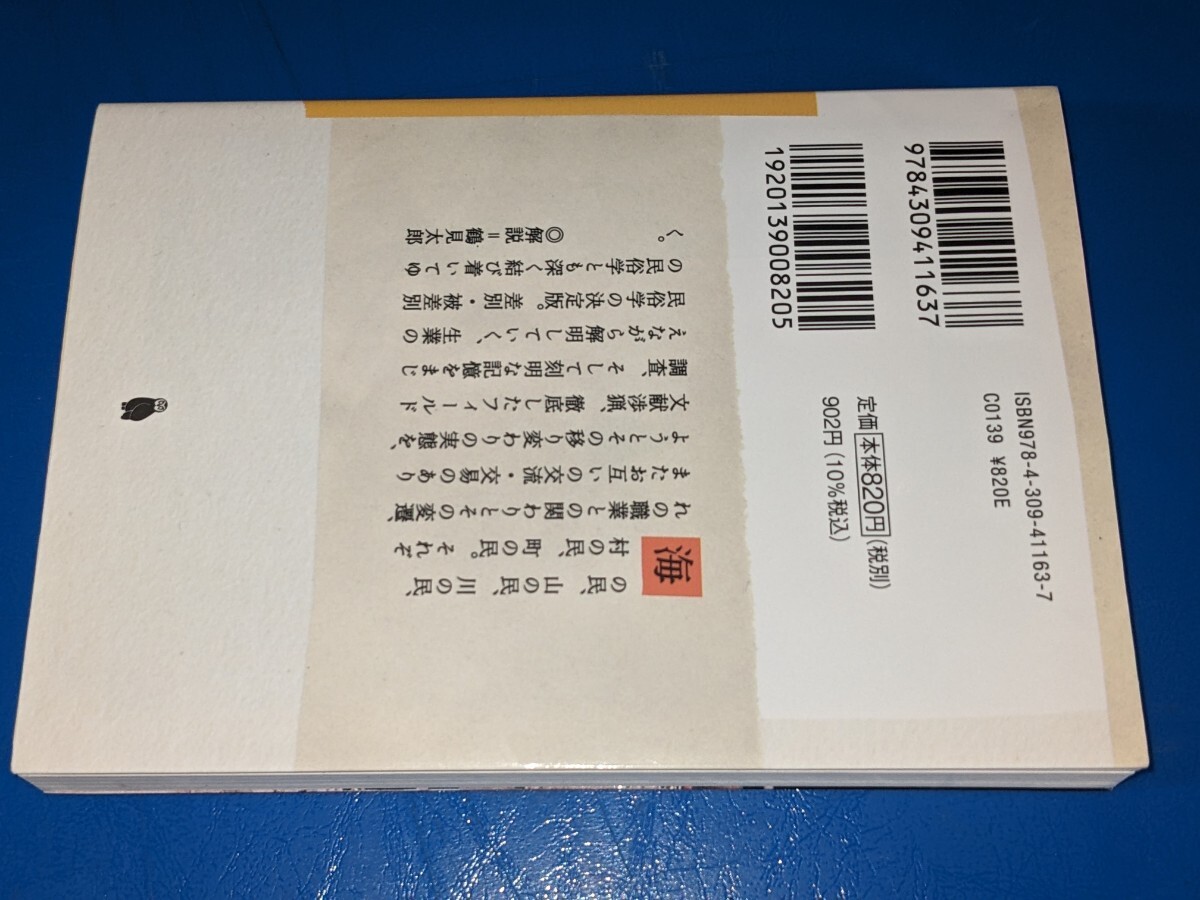 9784309411637
1920139008205
ISBN978-4-309-41163-7
C0139 ¥820E
定価 本体820円(税別)
902円(10%税込)
海の民、山の民、川の民、
村の民、町の民。それぞ
れの職業との関わりとその変遷、
またお互いの交流・交易のあり
ようとその移り変わりの実態を、
文献渉猟、徹底したフィールド
調査、そして刻明な記憶をまじ
えながら解明していく、生業の
民俗学の決定版。差別・被差別
の民俗学とも深く結び着いてゆ
く。 ◎解説=鶴見太郎